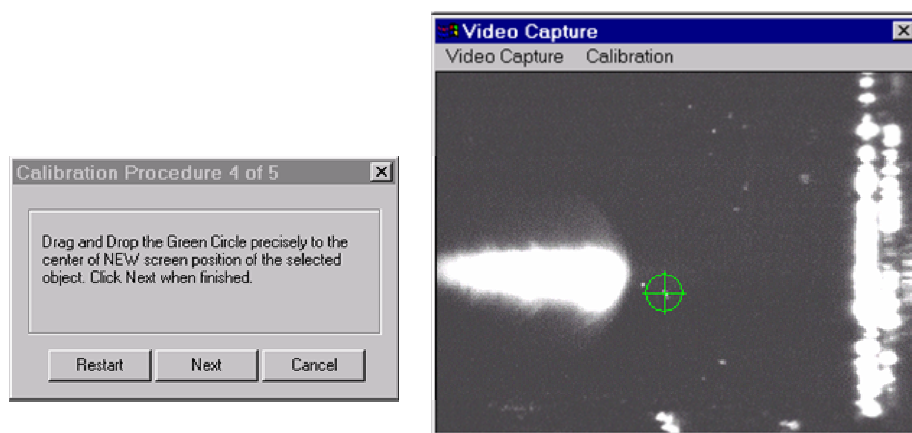 Calibration Procedure 4 of 5
Drag and Drop the Green Circle precisely to the
center of NEW screen position of the selected
object. Click Next when finished.
Restart Next Cancel
Video Capture
Video Capture Calibration